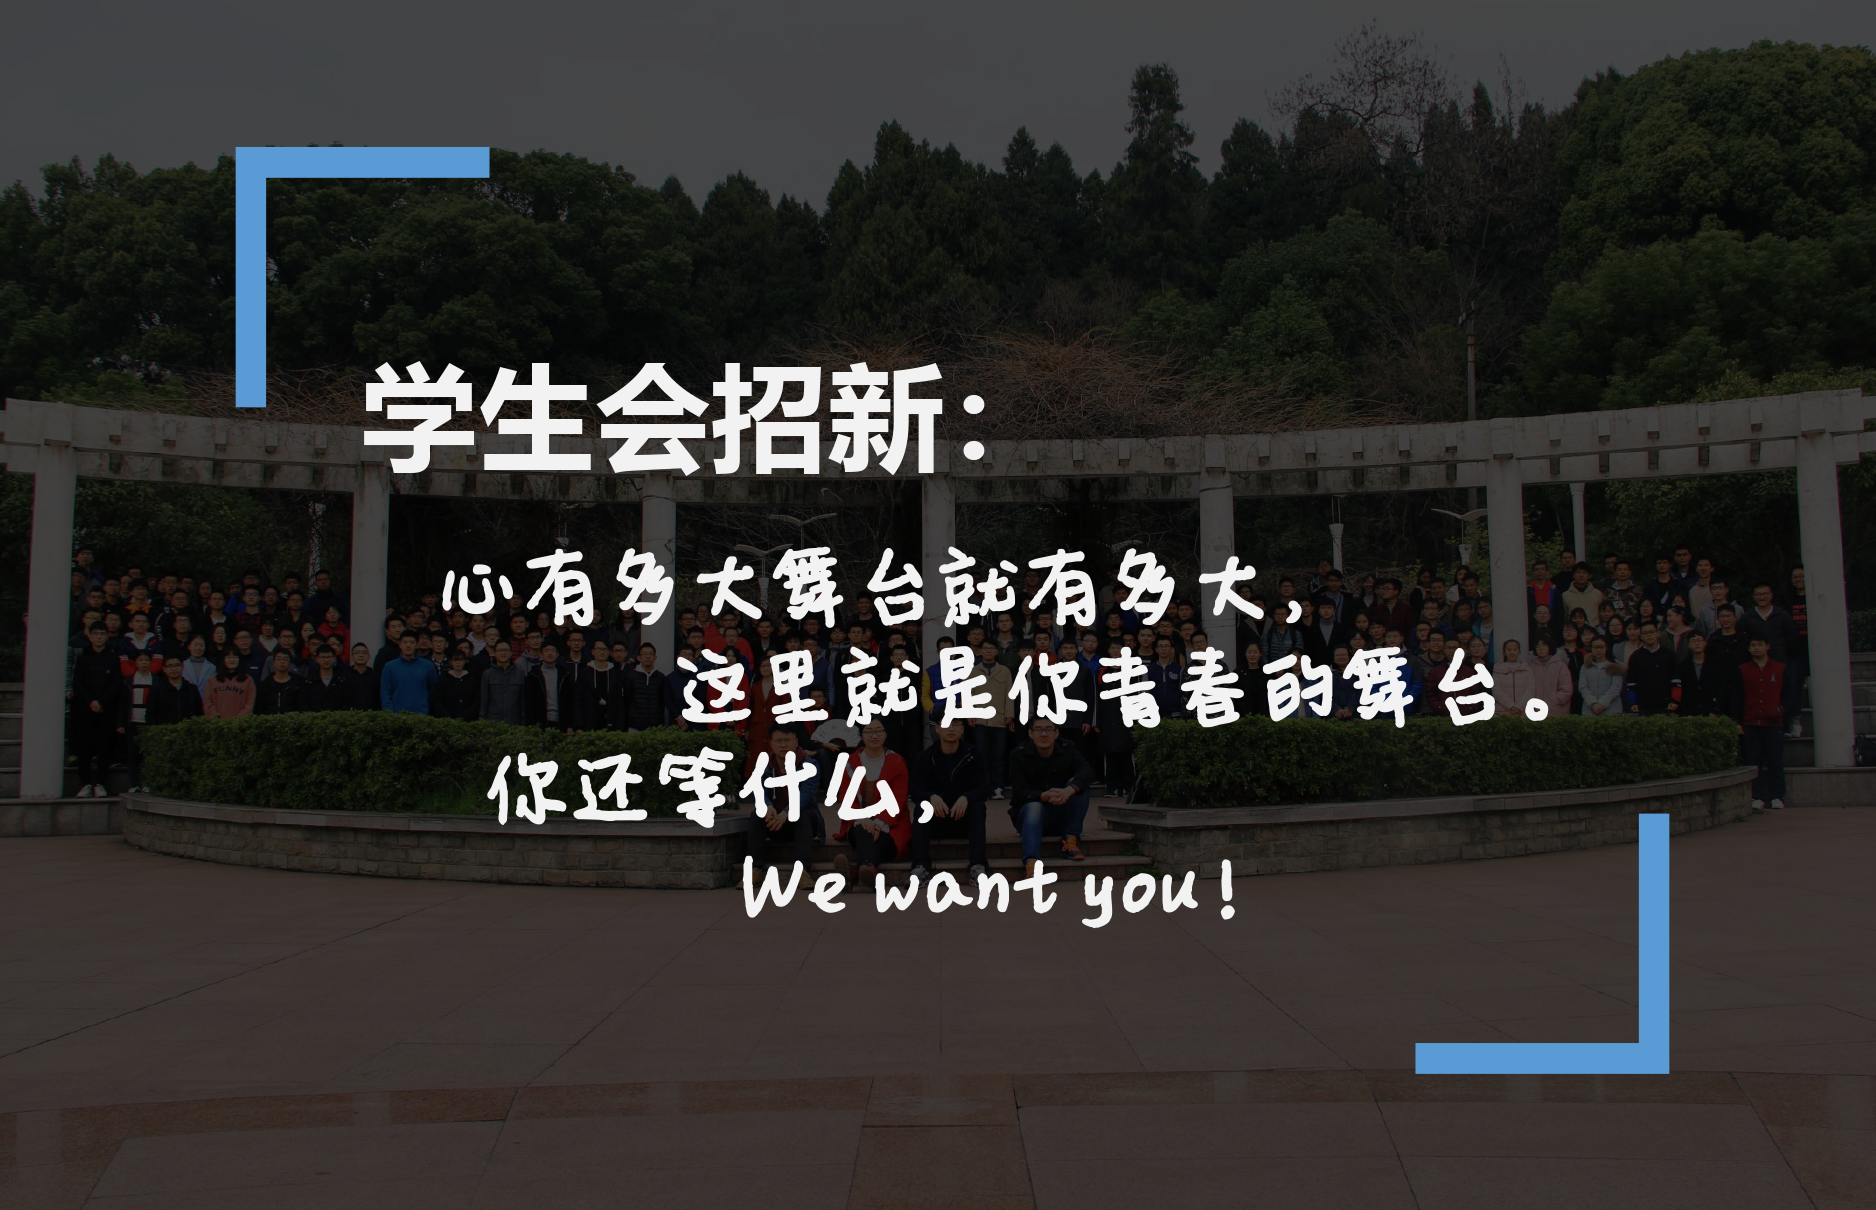 学生会招新：
心有多大舞台就有多大，
这里就是你青春的舞台。
你还等什么，
We want you！
FUNNY